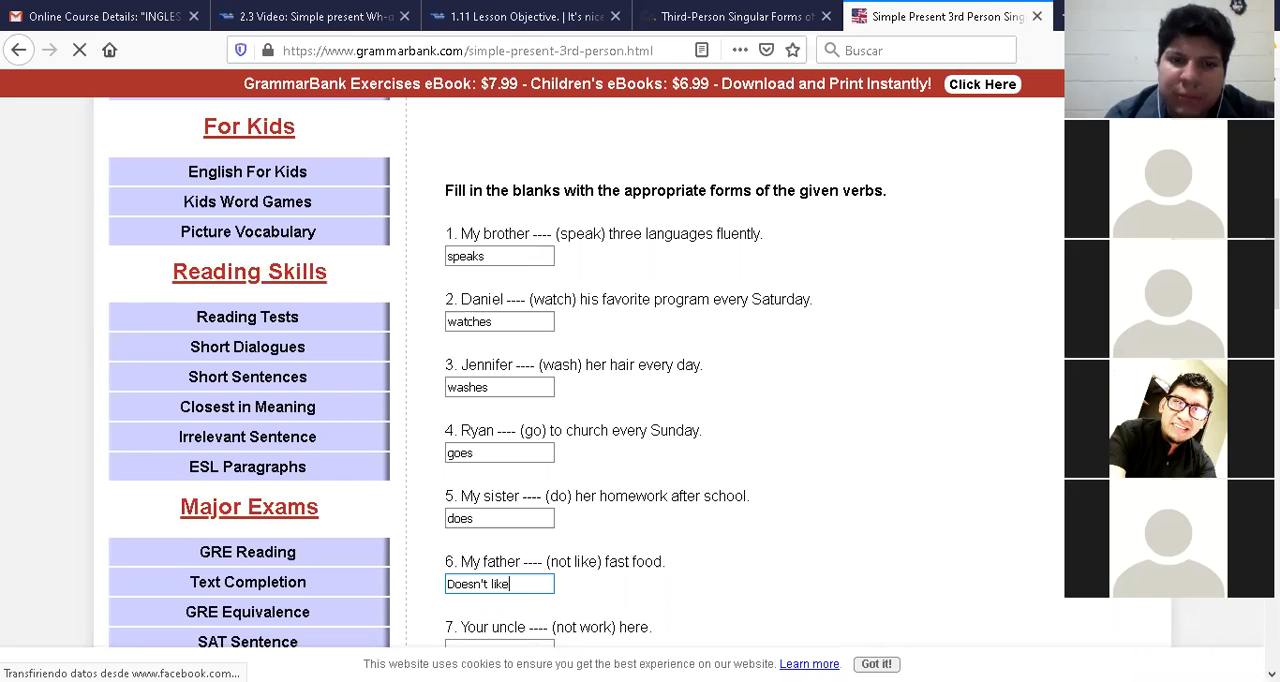 Online Course Details: "INGLES
2.3 Video: Simple present Wh-
1.11 Lesson Objective. | It's nice
Third-Person Singular Forms of
Simple Present 3rd Person Sing
https://www.grammarbank.com/simple-present-3rd-person.html
Buscar
GrammarBank Exercises eBook: $7.99 - Children's eBooks: $6.99 - Download and Print Instantly! Click Here
For Kids
English For Kids
Kids Word Games
Picture Vocabulary
Reading Skills
Reading Tests
Short Dialogues
Short Sentences
Closest in Meaning
Irrelevant Sentence
ESL Paragraphs
Major Exams
GRE Reading
Text Completion
GRE Equivalence
SAT Sentence
Fill in the blanks with the appropriate forms of the given verbs.
1. My brother ---- (speak) three languages fluently.
speaks
2. Daniel ---- (watch) his favorite program every Saturday.
watches
3. Jennifer ---- (wash) her hair every day.
washes
4. Ryan ---- (go) to church every Sunday.
goes
5. My sister ---- (do) her homework after school.
does
6. My father ---- (not like) fast food.
Doesn't like
7. Your uncle ---- (not work) here.
This website uses cookies to ensure you get the best experience on our website. Learn more. Got it!
Transfiriendo datos desde www.facebook.com...